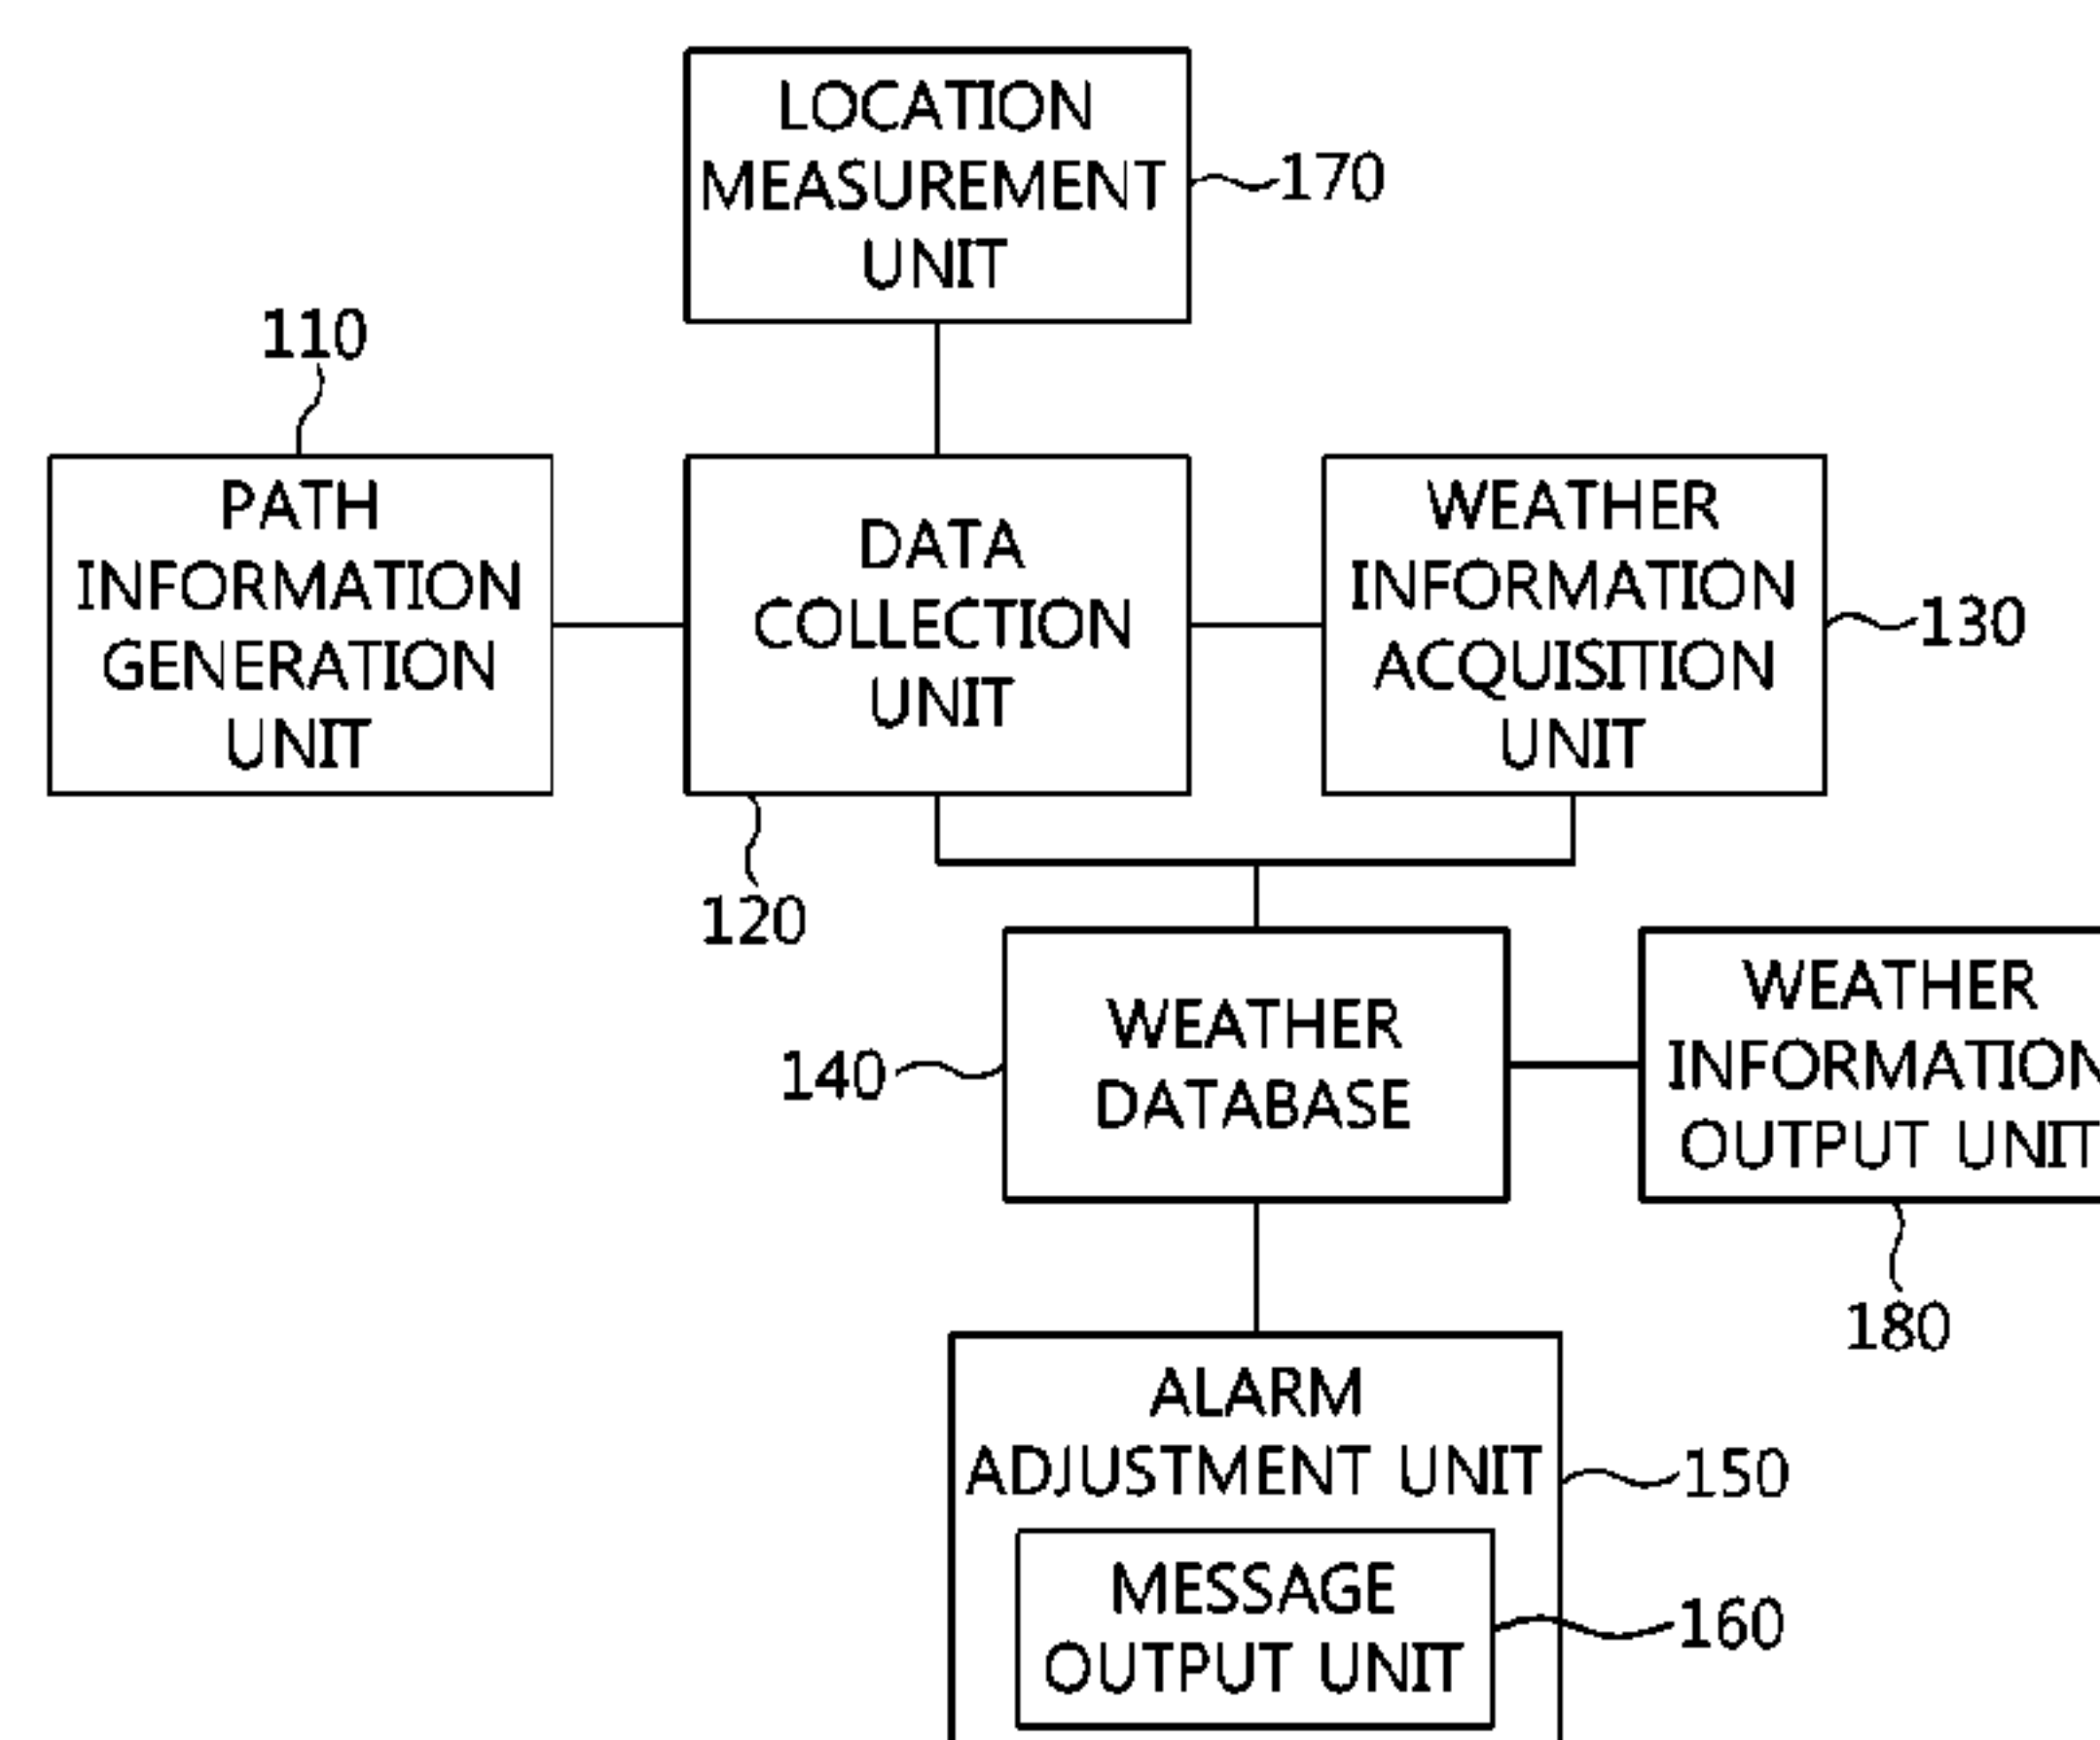 LOCATION
MEASUREMENT
UNIT
170
110
PATH
INFORMATION
GENERATION
UNIT
DATA
COLLECTION
UNIT
WEATHER
INFORMATION
ACQUISITION
UNIT
130
120
140
WEATHER
DATABASE
WEATHER
INFORMATION
OUTPUT UNIT
180
ALARM
ADJUSTMENT UNIT
150
MESSAGE
OUTPUT UNIT
160